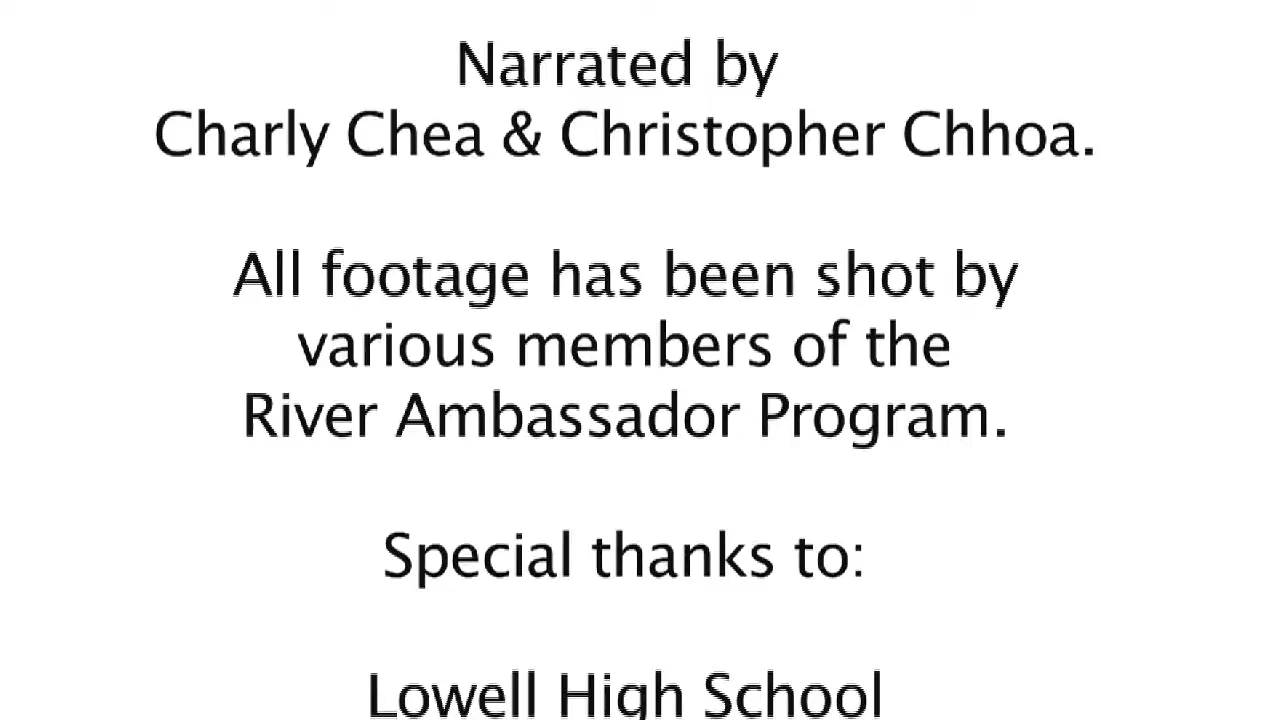 Narrated by
Charly Chea & Christopher Chhoa.
All footage has been shot by
various members of the
River Ambassador Program.
Special thanks to:
Lowell High School